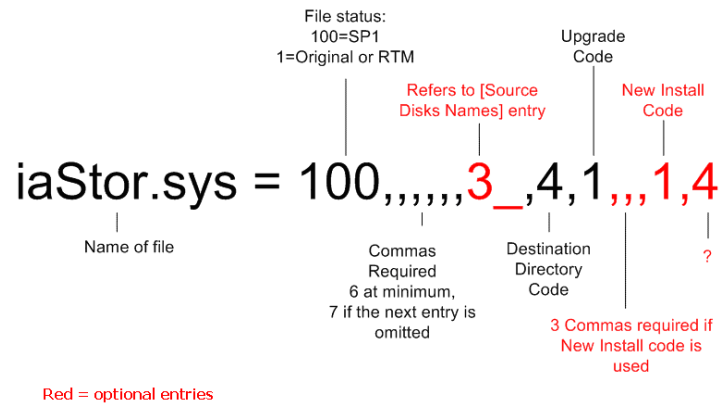 File status:
100=SP1
1=Original or RTM
Upgrade
Code
Refers to [Source
Disks Names] entry
New Install
Code
iaStor.sys = 100,,,,,,3_,4,1,,,1,4
Name of file
Commas
Required
6 at minimum,
7 if the next entry is
omitted
Destination
Directory
Code
?
3 Commas required if
New Install code is
used
Red = optional entries